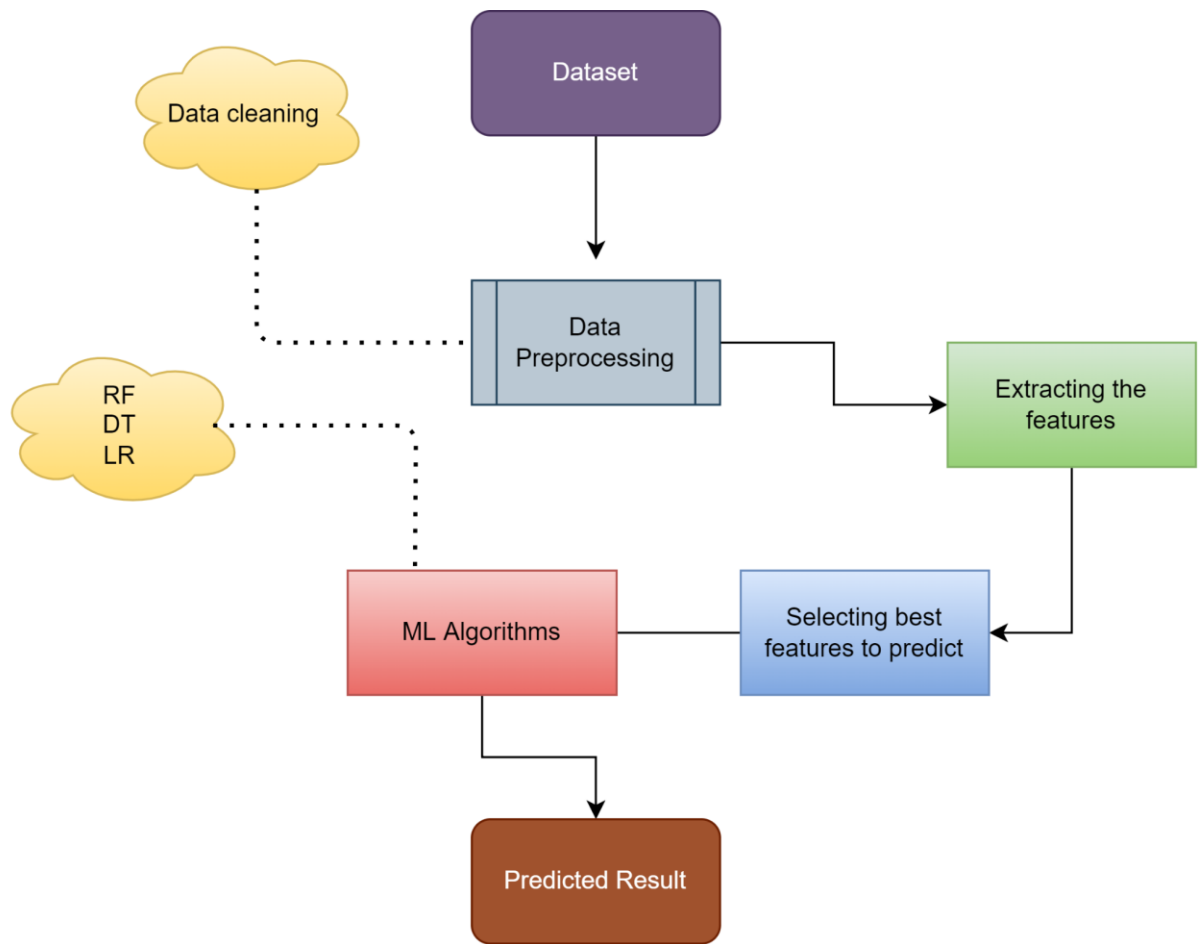 Dataset
Data cleaning
Data
Preprocessing
Extracting the
features
RF
DT
LR
ML Algorithms
Selecting best
features to predict
Predicted Result